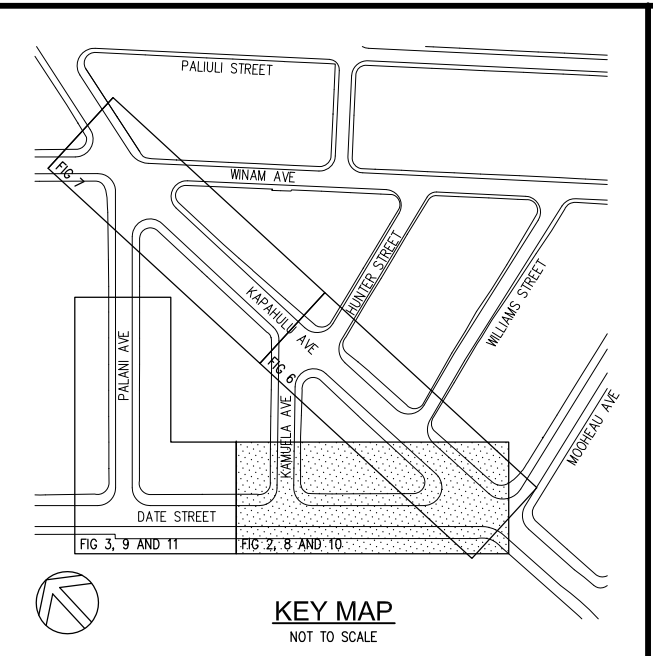 PALIULI STREET
WINAM AVE
FIG 7
HUNTER STREET
KAPAHULU AVE
WILLIAMS STREET
PALANI AVE
FIG 6
KAMUELA AVE
MOOHEAU AVE
DATE STREET
FIG 3, 9 AND 11
FIG 2, 8 AND 10
KEY MAP
NOT TO SCALE